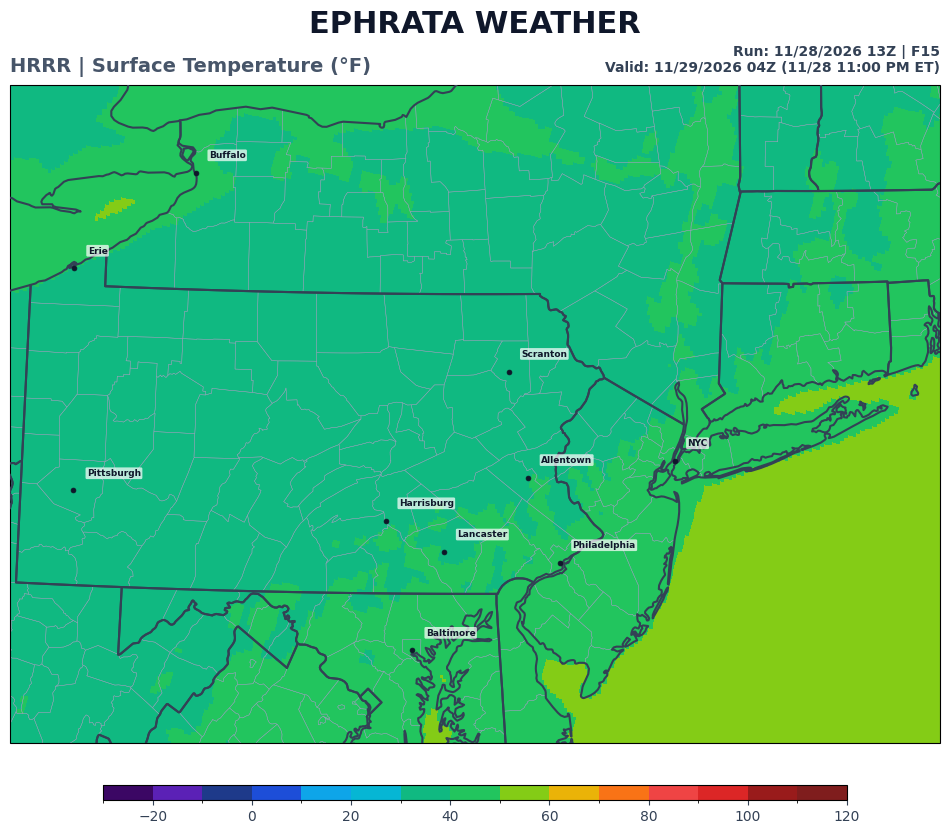 EPHRATA WEATHER
HRRR | Surface Temperature (°F)
Run: 11/28/2026 13Z | F15
Valid: 11/29/2026 04Z (11/28 11:00 PM ET)
Buffalo
Erie
Scranton
NYC
Allentown
Pittsburgh
Harrisburg
Lancaster
Philadelphia
Baltimore
−20 0 20 40 60 80 100 120